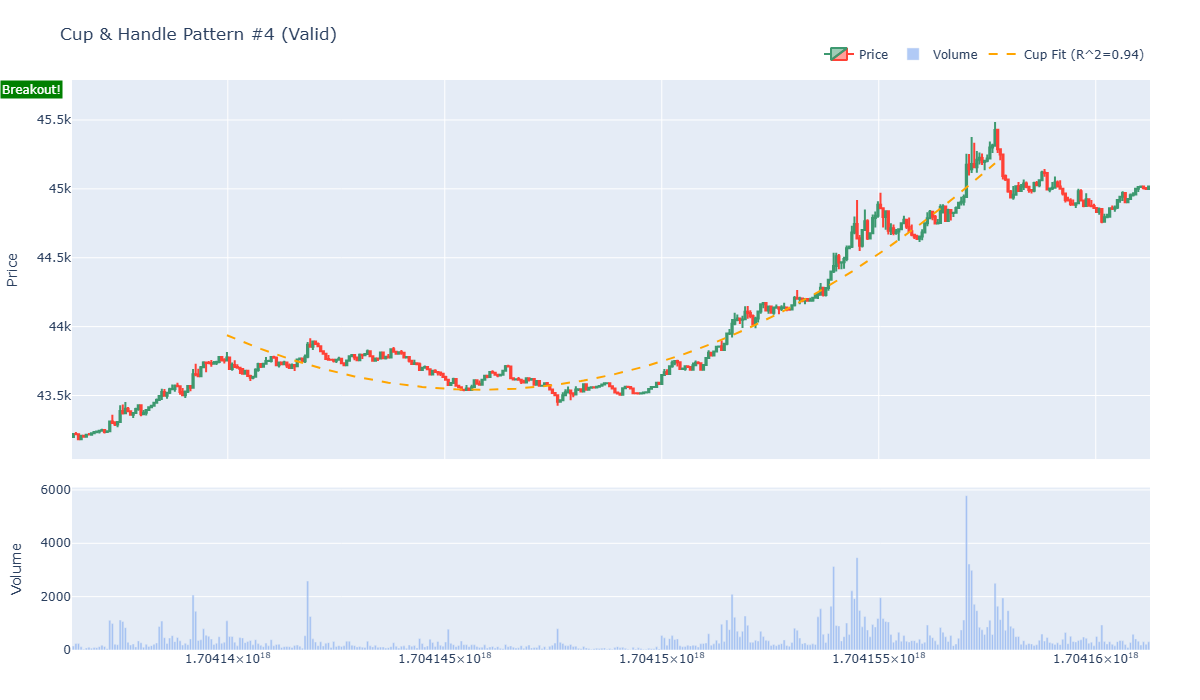 Cup & Handle Pattern #4 (Valid)
Price
Volume
Cup Fit (R^2=0.94)
Breakout!
45.5k
45k
44.5k
44k
43.5k
Price
6000
4000
2000
0
Volume
1.70414×10¹⁸
1.704145×10¹⁸
1.70415×10¹⁸
1.704155×10¹⁸
1.70416×10¹⁸